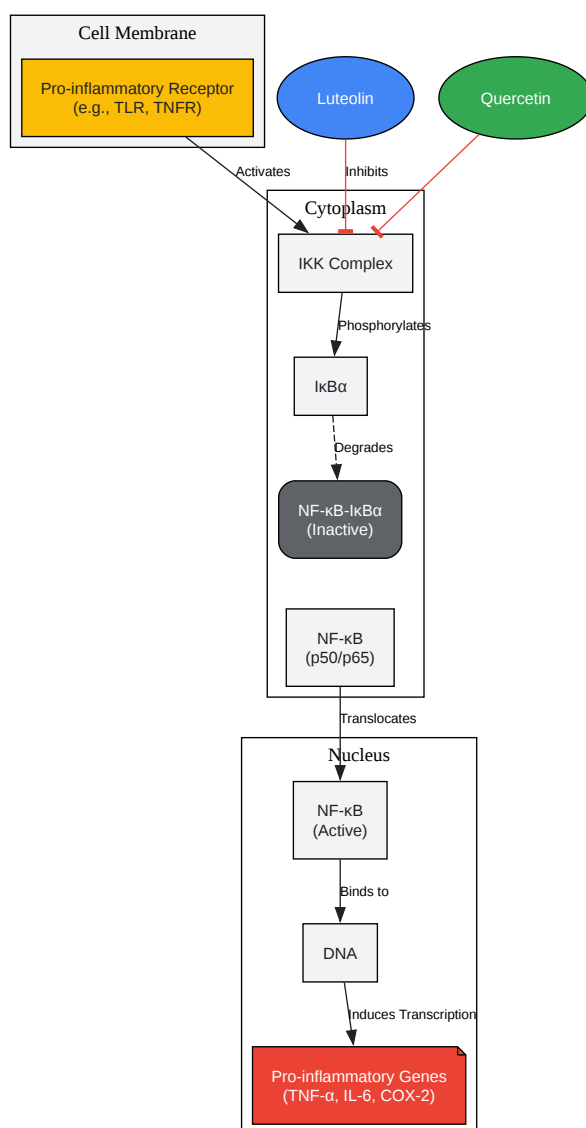 Cell Membrane
Pro-inflammatory Receptor
(e.g., TLR, TNFR)
Luteolin
Quercetin
Activates
Inhibits
Cytoplasm
IKK Complex
Phosphorylates
IκBα
Degrades
NF-κB-IκBα
(Inactive)
NF-κB
(p50/p65)
Translocates
Nucleus
NF-κB
(Active)
Binds to
DNA
Induces Transcription
Pro-inflammatory Genes
(TNF-α, IL-6, COX-2)